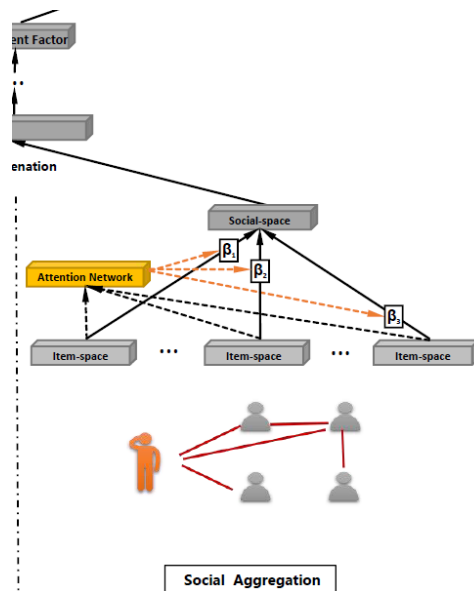 ent Factor
...
enation
Social-space
β1
β2
Attention Network
β3
Item-space ... Item-space ... Item-space
Social Aggregation